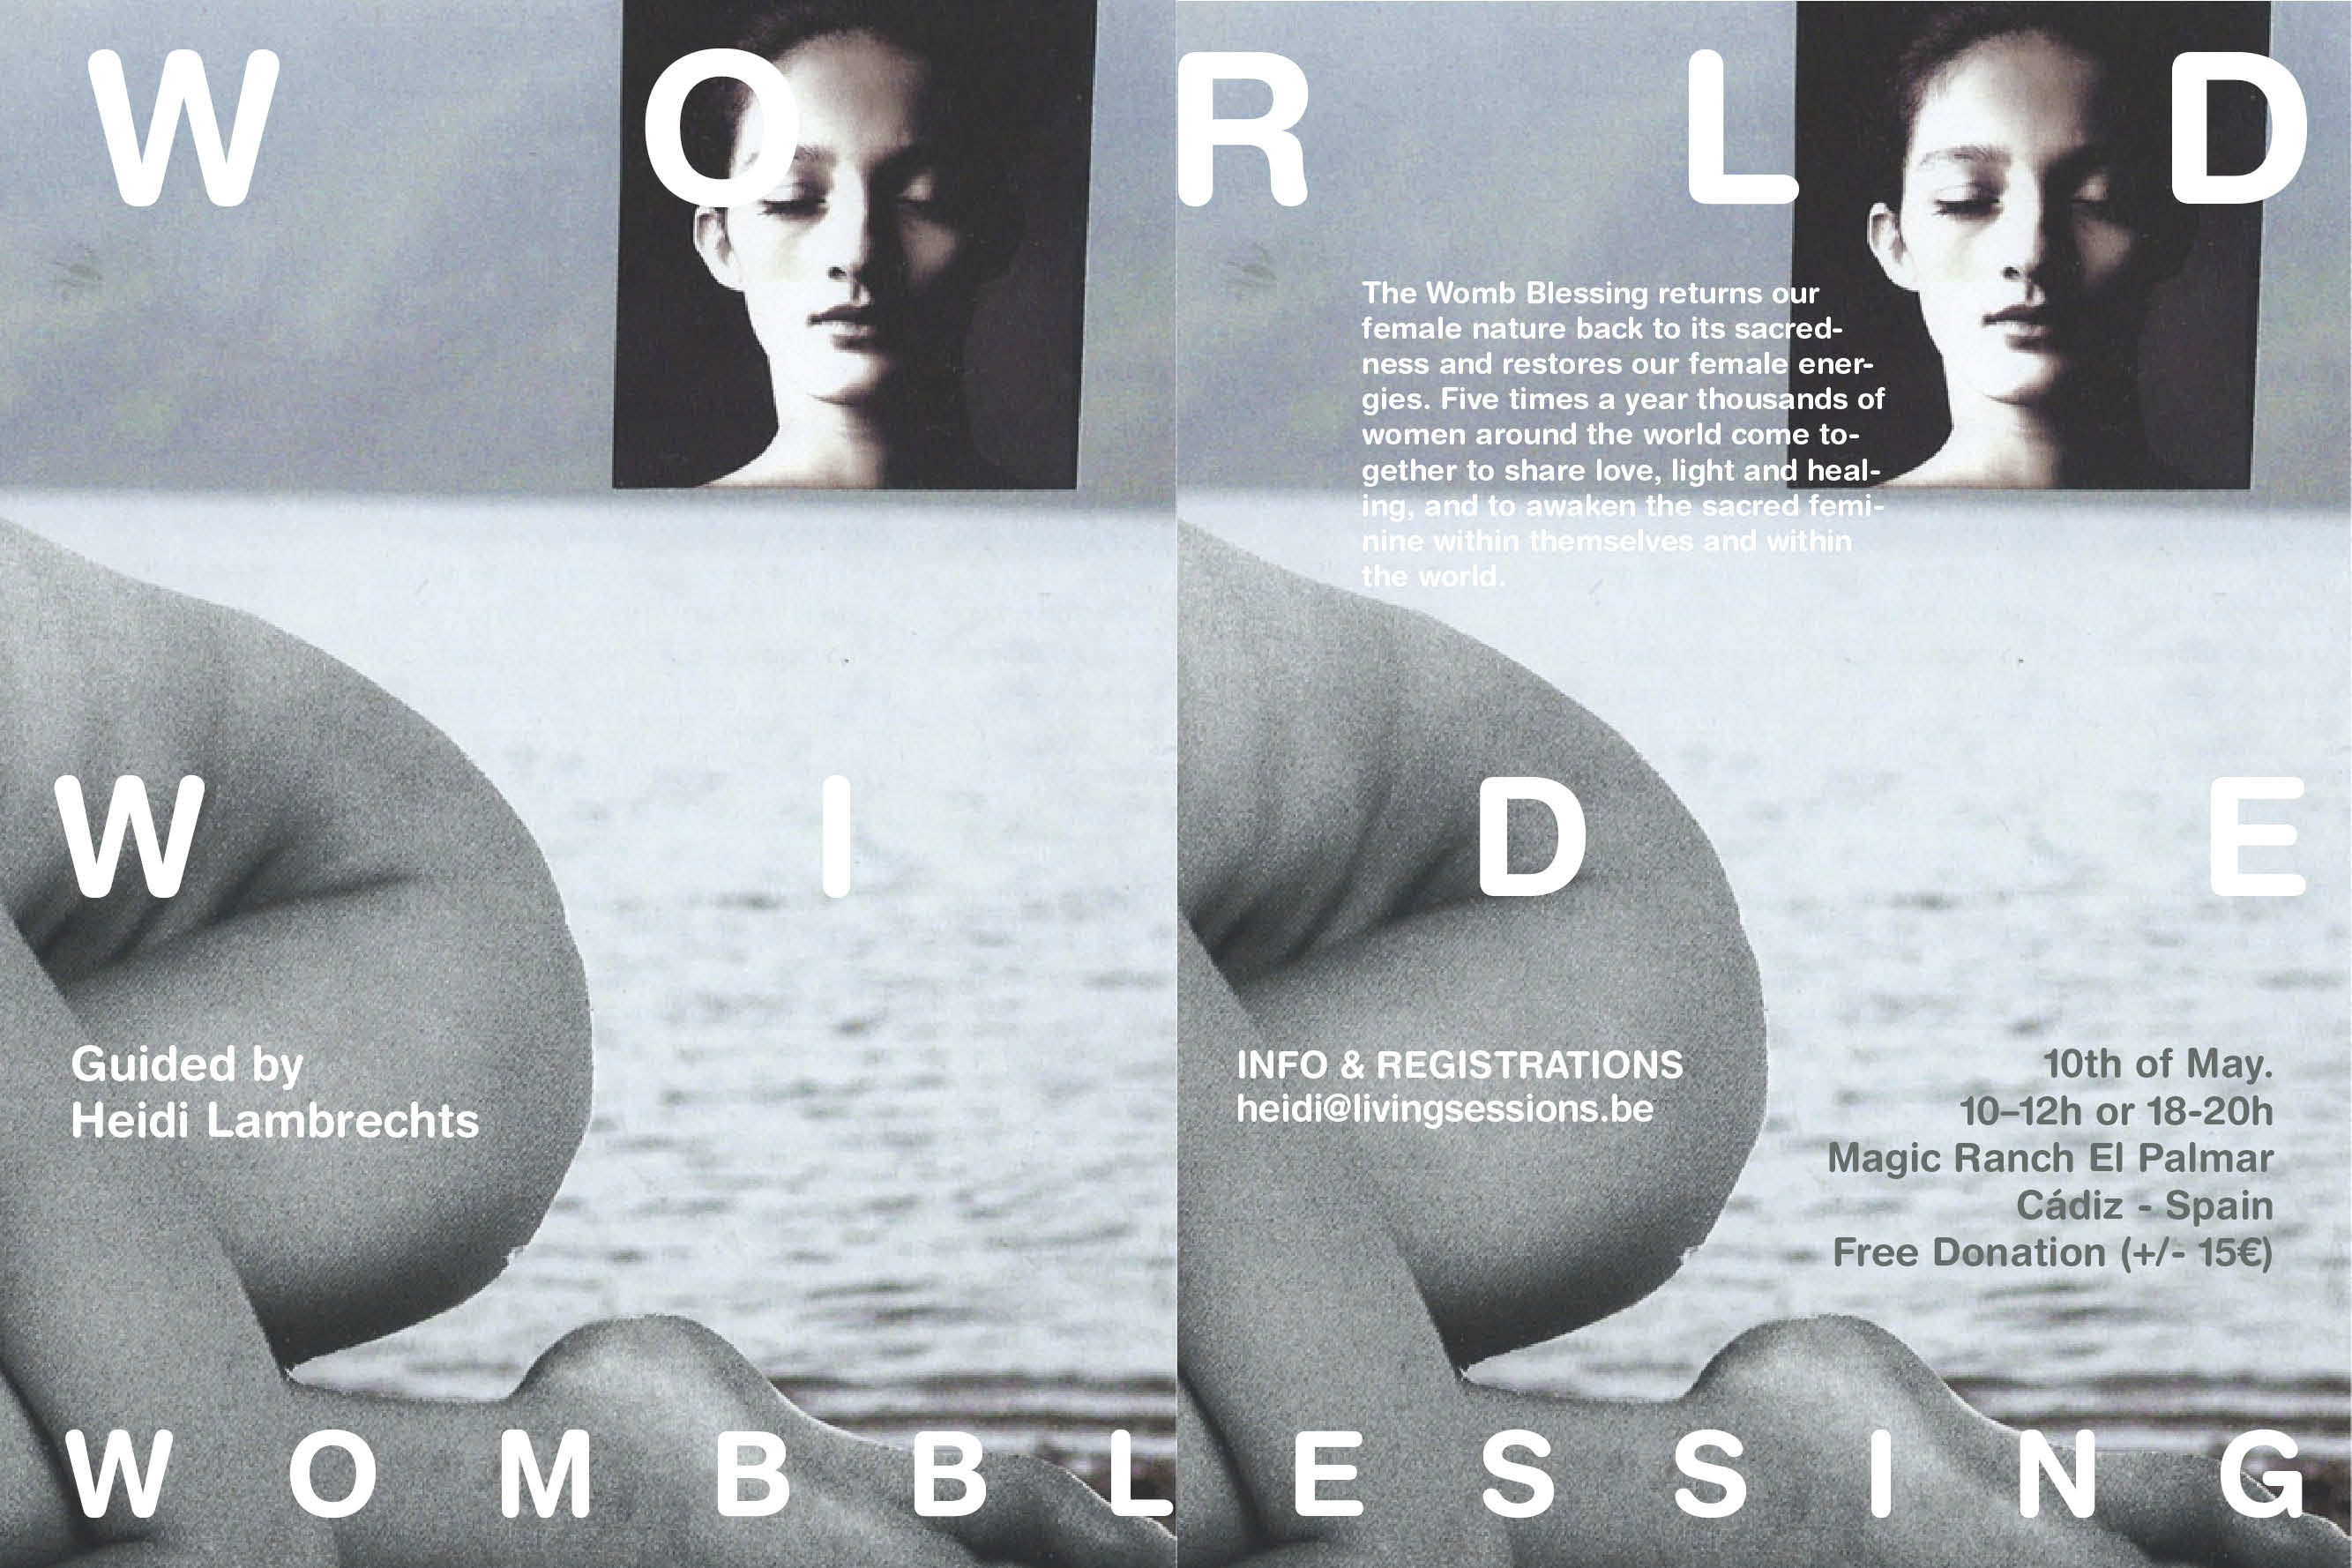 W O R L D
The Womb Blessing returns our
female nature back to its sacred-
ness and restores our female ener-
gies. Five times a year thousands of
women around the world come to-
gether to share love, light and heal-
ing, and to awaken the sacred femi-
nine within themselves and within
the world.
W I D E
Guided by
Heidi Lambrechts
INFO & REGISTRATIONS
heidi@livingsessions.be
10th of May.
10–12h or 18-20h
Magic Ranch El Palmar
Cádiz - Spain
Free Donation (+/- 15€)
W O M B B L E S S I N G